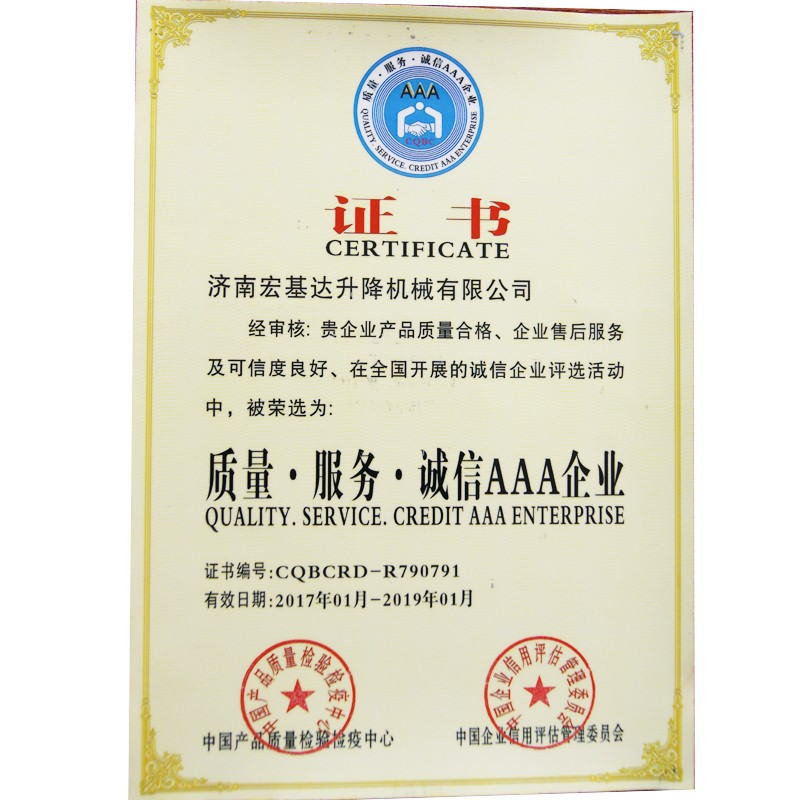 质量·服务·诚信AAA企业
AAA
CQBC
QUALITY. SERVICE. CREDIT AAA ENTERPRISE
证 书
CERTIFICATE
济南宏基达升降机械有限公司
经审核: 贵企业产品质量合格、企业售后服务
及可信度良好、在全国开展的诚信企业评选活动
中，被荣选为:
质量·服务·诚信AAA企业
QUALITY. SERVICE. CREDIT AAA ENTERPRISE
证书编号:CQBCRD-R790791
有效日期:2017年01月-2019年01月
中国产品质量检验检疫中心
中国企业信用评估管理委员会
中国产品质量检验检疫中心
中国企业信用评估管理委员会